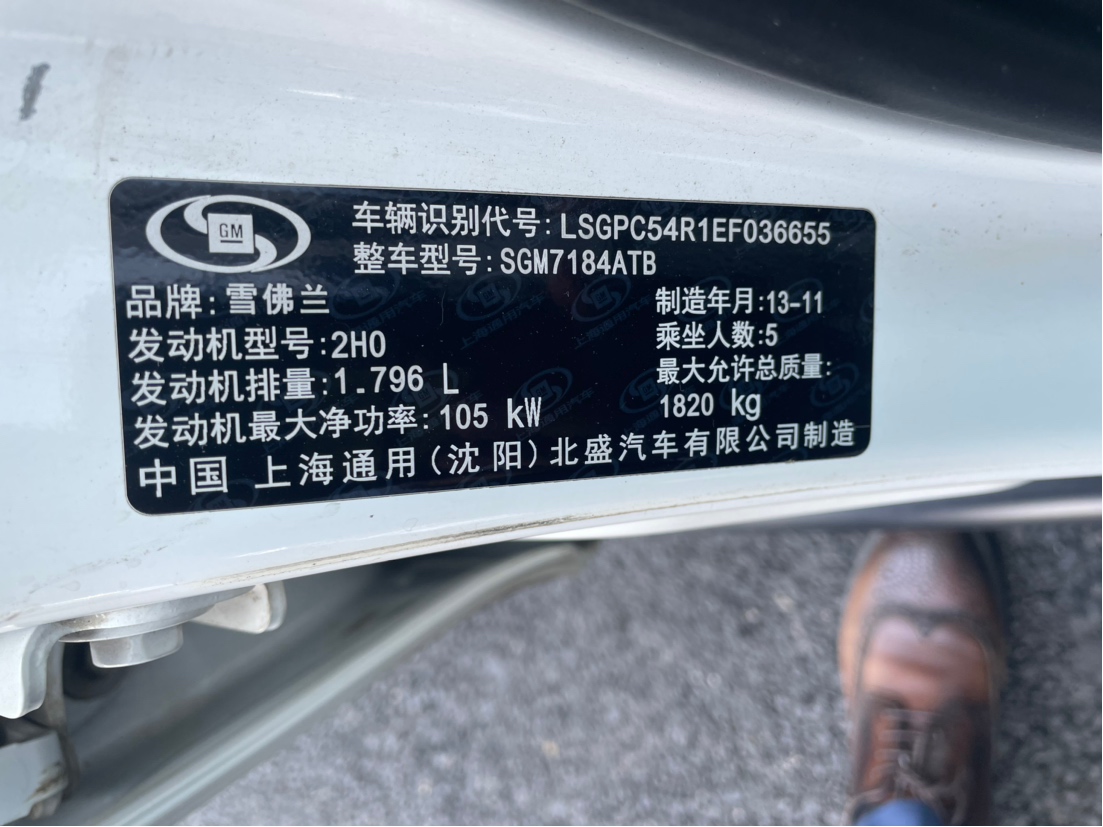 GM
车辆识别代号:LSGPC54R1EF036655
整车型号:SGM7184ATB
品牌:雪佛兰
制造年月:13-11
发动机型号:2H0
乘坐人数:5
发动机排量:1.796 L
最大允许总质量:
1820 kg
发动机最大净功率:105 kW
中国 上海通用(沈阳)北盛汽车有限公司制造